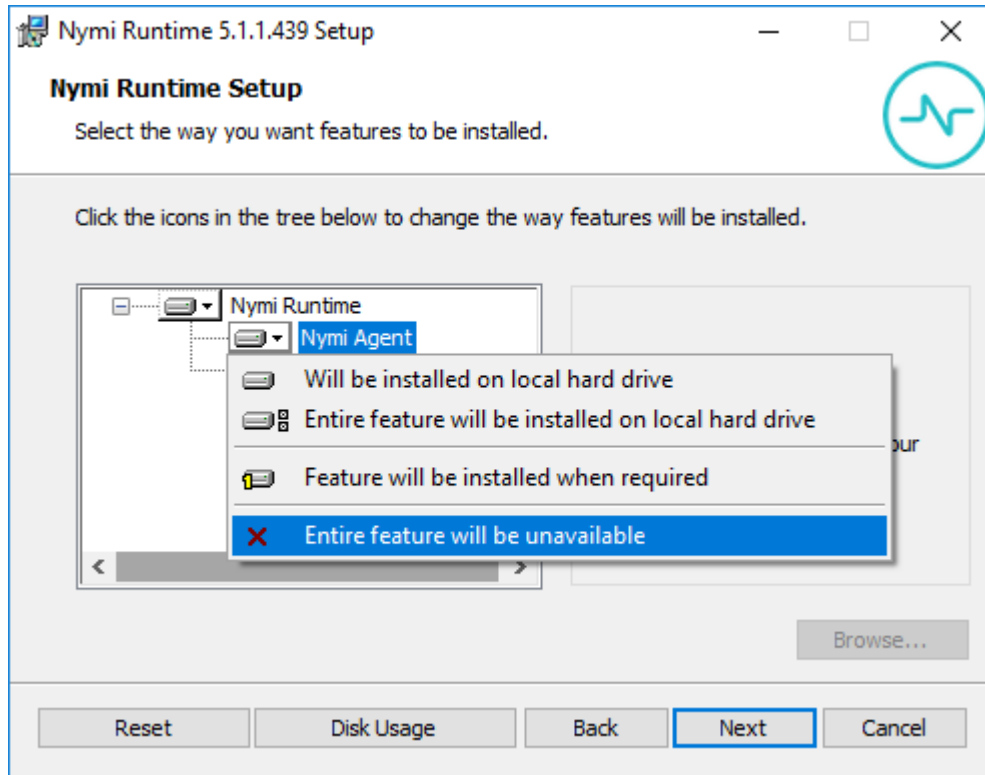 Nymi Runtime 5.1.1.439 Setup
Nymi Runtime Setup
Select the way you want features to be installed.
Click the icons in the tree below to change the way features will be installed.
Nymi Runtime
Nymi Agent
Will be installed on local hard drive
Entire feature will be installed on local hard drive
Feature will be installed when required
Entire feature will be unavailable
Browse...
Reset Disk Usage Back Next Cancel